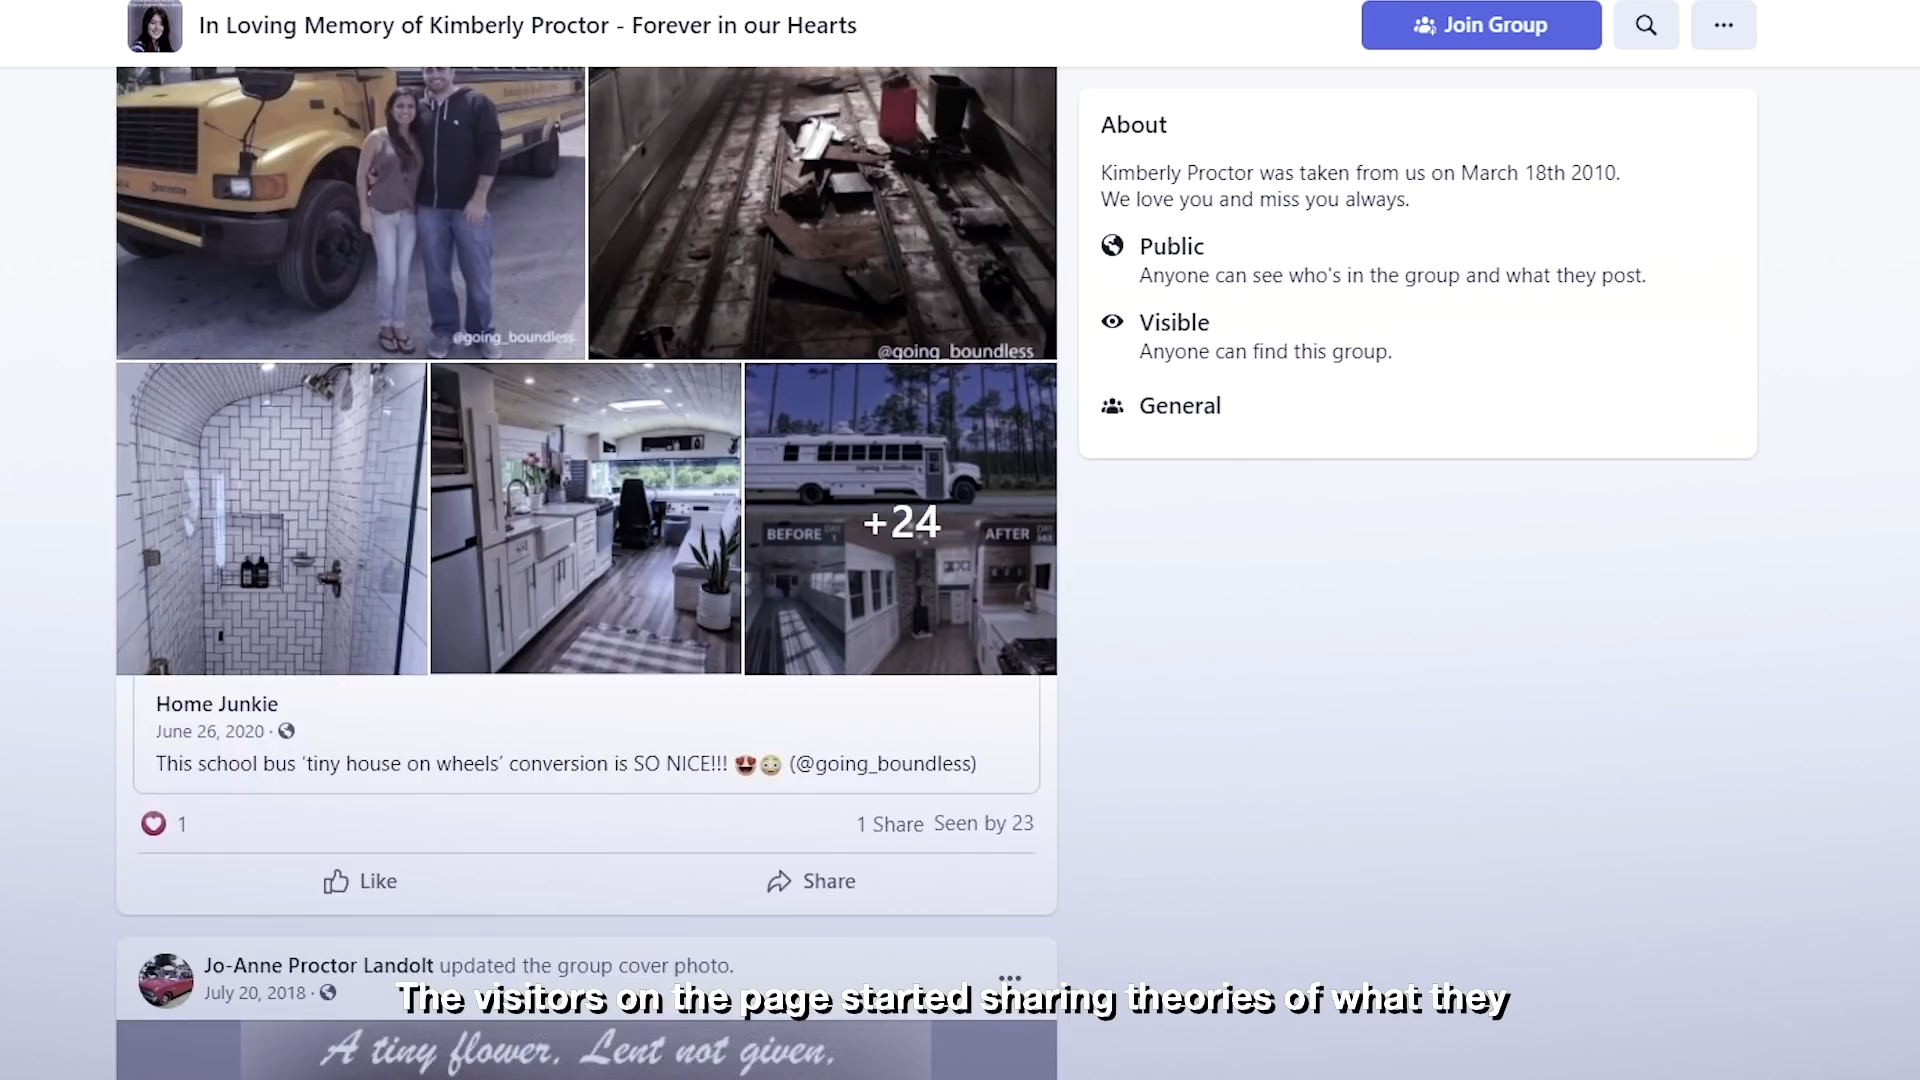 In Loving Memory of Kimberly Proctor - Forever in our Hearts
Join Group
@going_boundless
@going_boundless
+24
BEFORE DAY 1
AFTER DAY
Home Junkie
June 26, 2020 ·
This school bus ‘tiny house on wheels’ conversion is SO NICE!!! 😍😳 (@going_boundless)
1
1 Share Seen by 23
Like
Share
Jo-Anne Proctor Landolt updated the group cover photo.
July 20, 2018 ·
A tiny flower, Lent not given,
About
Kimberly Proctor was taken from us on March 18th 2010.
We love you and miss you always.
Public
Anyone can see who's in the group and what they post.
Visible
Anyone can find this group.
General
The visitors on the page started sharing theories of what they